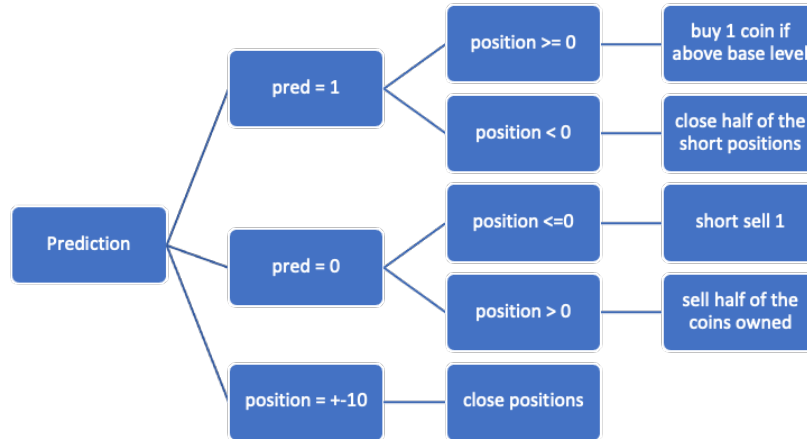 Prediction
pred = 1
position >= 0
buy 1 coin if
above base level
position < 0
close half of the
short positions
pred = 0
position <=0
short sell 1
position > 0
sell half of the
coins owned
position = +-10
close positions